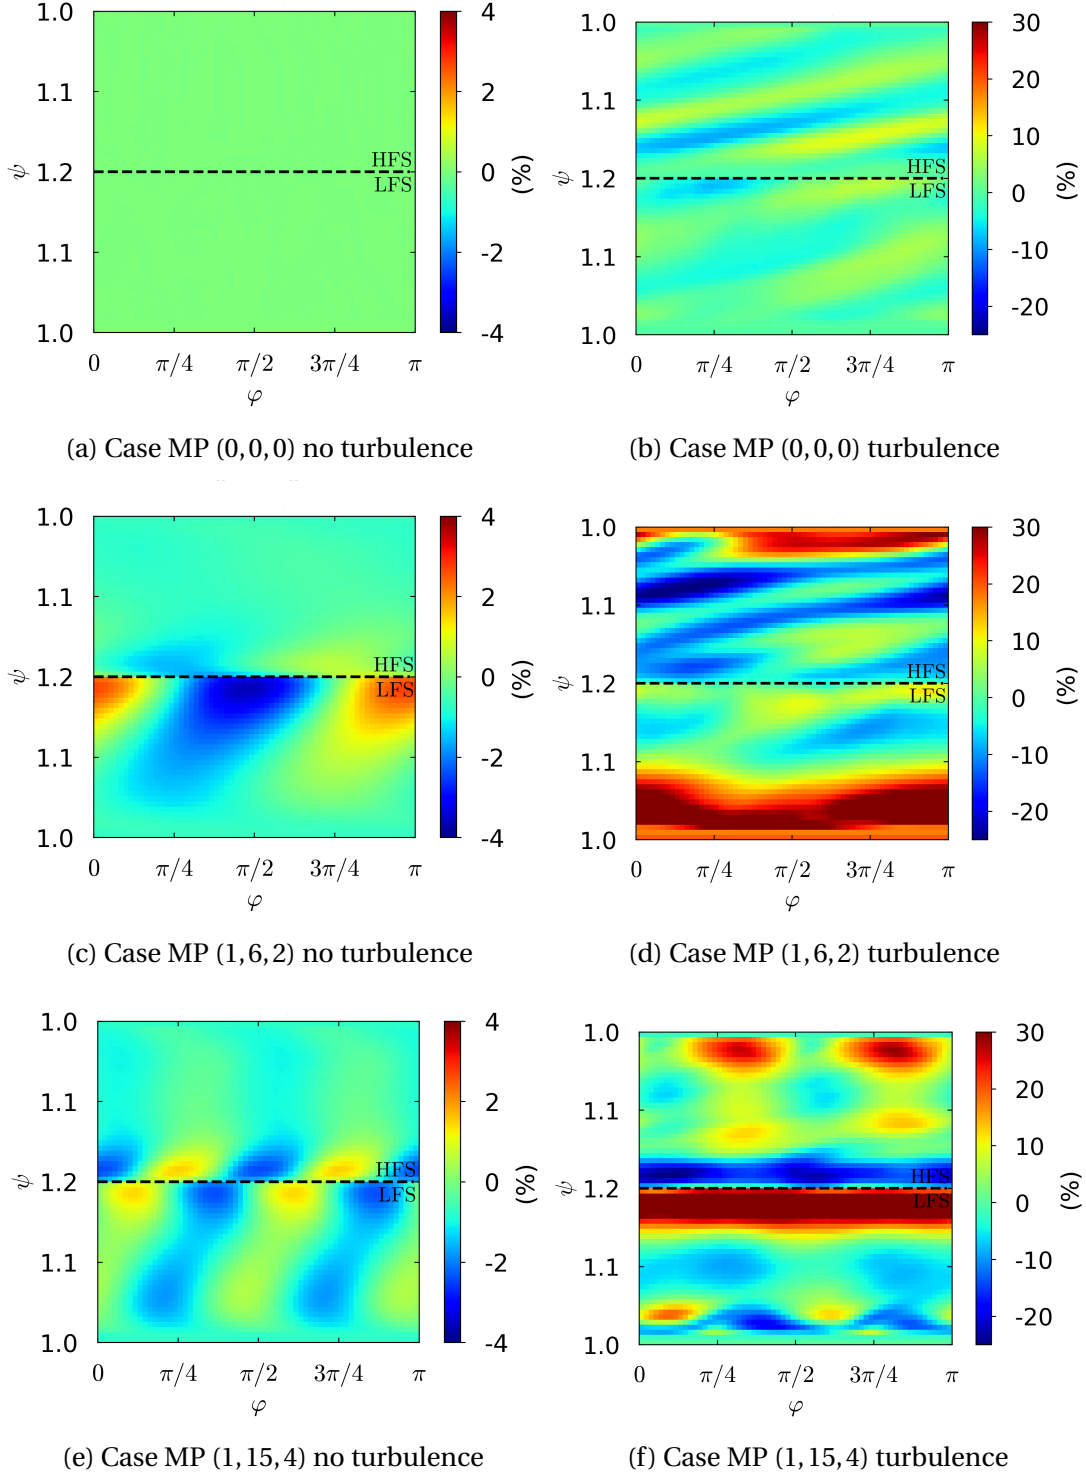 1.0
1.1
ψ 1.2
1.1
1.0
HFS
LFS
0 π/4 π/2 3π/4 π
φ
4
2
0
-2
-4
(%)
(a) Case MP (0,0,0) no turbulence
1.0
1.1
ψ 1.2
1.1
1.0
HFS
LFS
0 π/4 π/2 3π/4 π
φ
30
20
10
0
-10
-20
(%)
(b) Case MP (0,0,0) turbulence
1.0
1.1
ψ 1.2
1.1
1.0
HFS
LFS
0 π/4 π/2 3π/4 π
φ
4
2
0
-2
-4
(%)
(c) Case MP (1,6,2) no turbulence
1.0
1.1
ψ 1.2
1.1
1.0
HFS
LFS
0 π/4 π/2 3π/4 π
φ
30
20
10
0
-10
-20
(%)
(d) Case MP (1,6,2) turbulence
1.0
1.1
ψ 1.2
1.1
1.0
HFS
LFS
0 π/4 π/2 3π/4 π
φ
4
2
0
-2
-4
(%)
(e) Case MP (1,15,4) no turbulence
1.0
1.1
ψ 1.2
1.1
1.0
HFS
LFS
0 π/4 π/2 3π/4 π
φ
30
20
10
0
-10
-20
(%)
(f) Case MP (1,15,4) turbulence